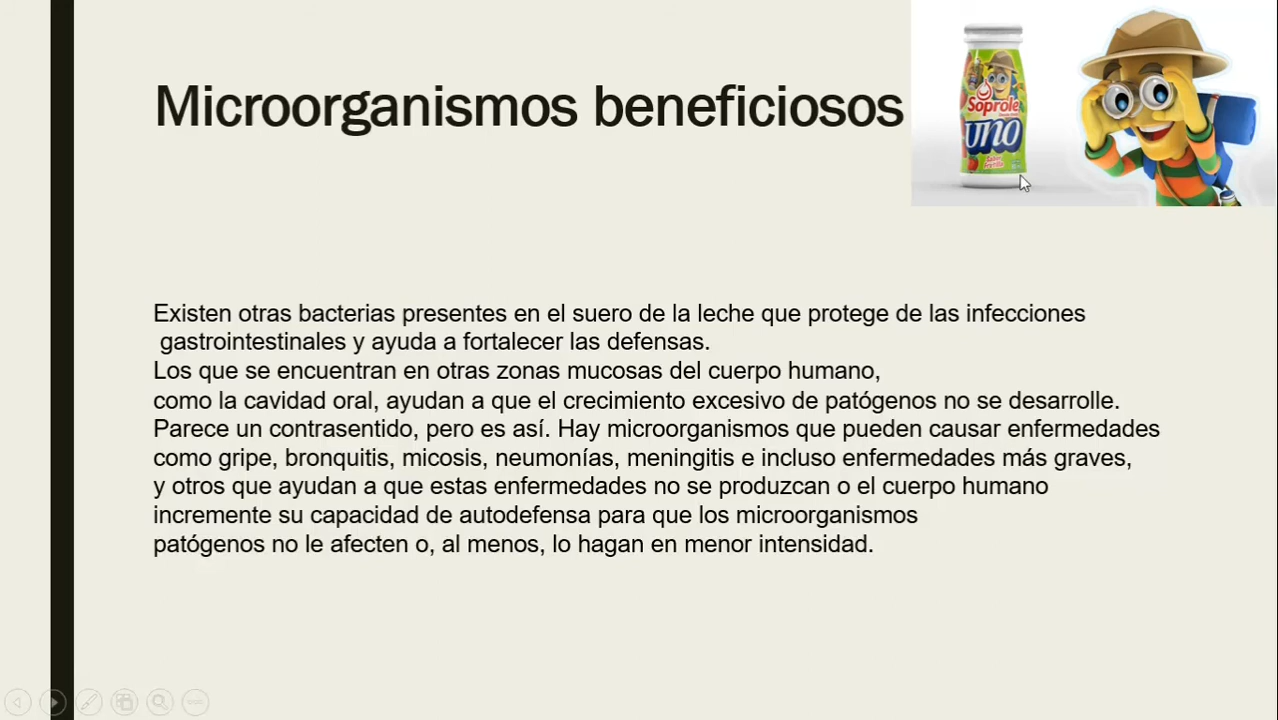 Microorganismos beneficiosos
Soprole
uno
Existen otras bacterias presentes en el suero de la leche que protege de las infecciones
gastrointestinales y ayuda a fortalecer las defensas.
Los que se encuentran en otras zonas mucosas del cuerpo humano,
como la cavidad oral, ayudan a que el crecimiento excesivo de patógenos no se desarrolle.
Parece un contrasentido, pero es así. Hay microorganismos que pueden causar enfermedades
como gripe, bronquitis, micosis, neumonías, meningitis e incluso enfermedades más graves,
y otros que ayudan a que estas enfermedades no se produzcan o el cuerpo humano
incremente su capacidad de autodefensa para que los microorganismos
patógenos no le afecten o, al menos, lo hagan en menor intensidad.